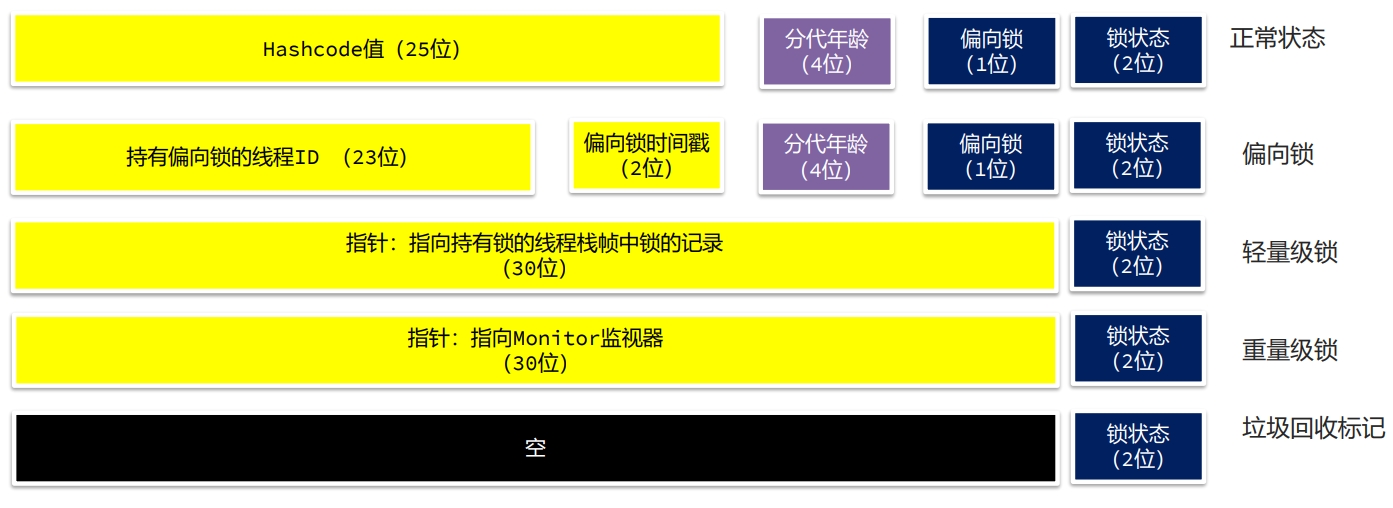 Hashcode值 (25位)
分代年龄
(4位)
偏向锁
(1位)
锁状态
(2位)
正常状态
持有偏向锁的线程ID (23位)
偏向锁时间戳
(2位)
分代年龄
(4位)
偏向锁
(1位)
锁状态
(2位)
偏向锁
指针：指向持有锁的线程栈帧中锁的记录
(30位)
锁状态
(2位)
轻量级锁
指针：指向Monitor监视器
(30位)
锁状态
(2位)
重量级锁
空
锁状态
(2位)
垃圾回收标记